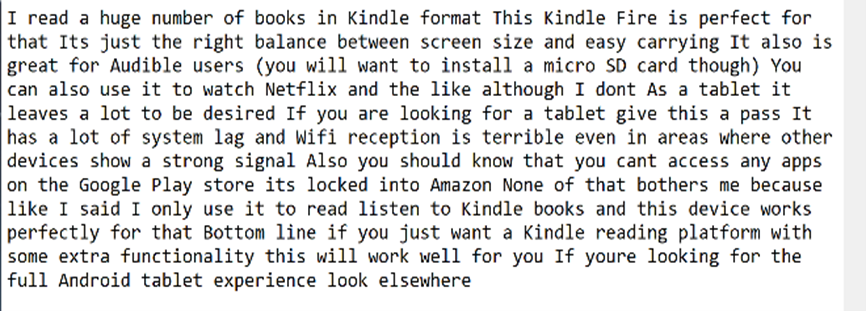 I read a huge number of books in Kindle format This Kindle Fire is perfect for
that Its just the right balance between screen size and easy carrying It also is
great for Audible users (you will want to install a micro SD card though) You
can also use it to watch Netflix and the like although I dont As a tablet it
leaves a lot to be desired If you are looking for a tablet give this a pass It
has a lot of system lag and Wifi reception is terrible even in areas where other
devices show a strong signal Also you should know that you cant access any apps
on the Google Play store its locked into Amazon None of that bothers me because
like I said I only use it to read listen to Kindle books and this device works
perfectly for that Bottom line if you just want a Kindle reading platform with
some extra functionality this will work well for you If youre looking for the
full Android tablet experience look elsewhere